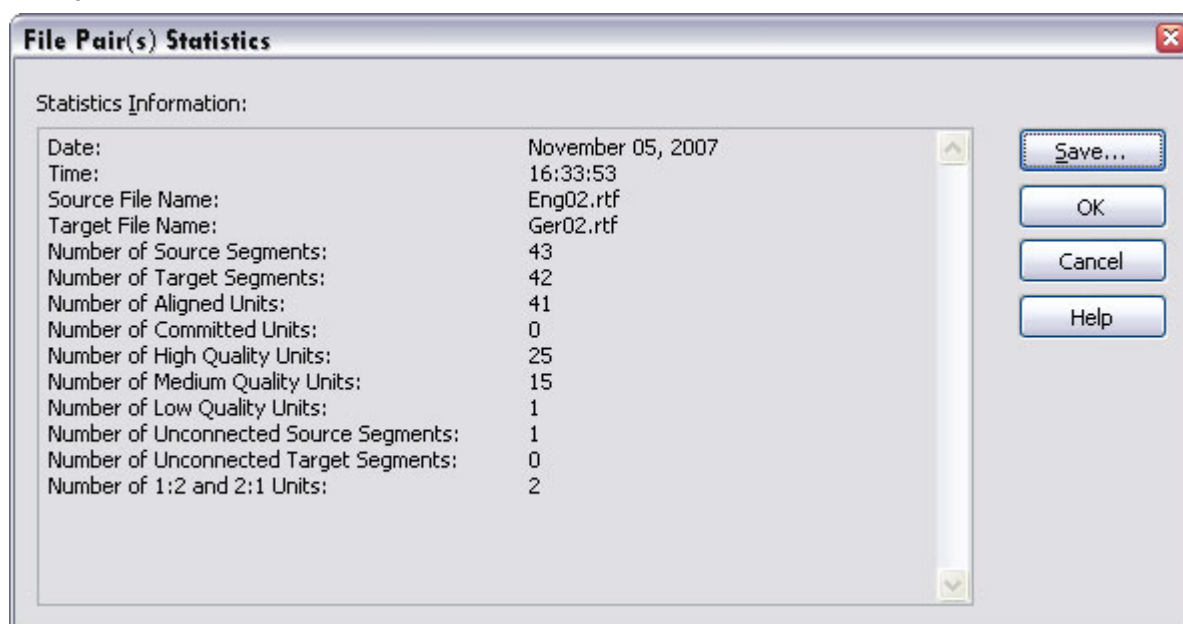 File Pair(s) Statistics
Statistics Information:
Date: November 05, 2007
Time: 16:33:53
Source File Name: Eng02.rtf
Target File Name: Ger02.rtf
Number of Source Segments: 43
Number of Target Segments: 42
Number of Aligned Units: 41
Number of Committed Units: 0
Number of High Quality Units: 25
Number of Medium Quality Units: 15
Number of Low Quality Units: 1
Number of Unconnected Source Segments: 1
Number of Unconnected Target Segments: 0
Number of 1:2 and 2:1 Units: 2
Save...
OK
Cancel
Help